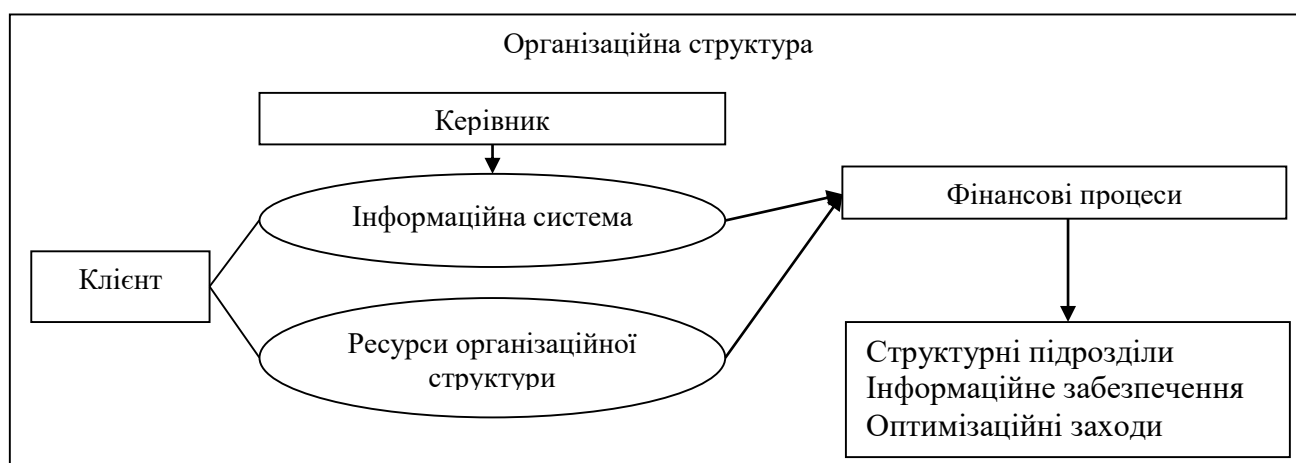 Організаційна структура
Керівник
Інформаційна система
Фінансові процеси
Клієнт
Ресурси організаційної
структури
Структурні підрозділи
Інформаційне забезпечення
Оптимізаційні заходи